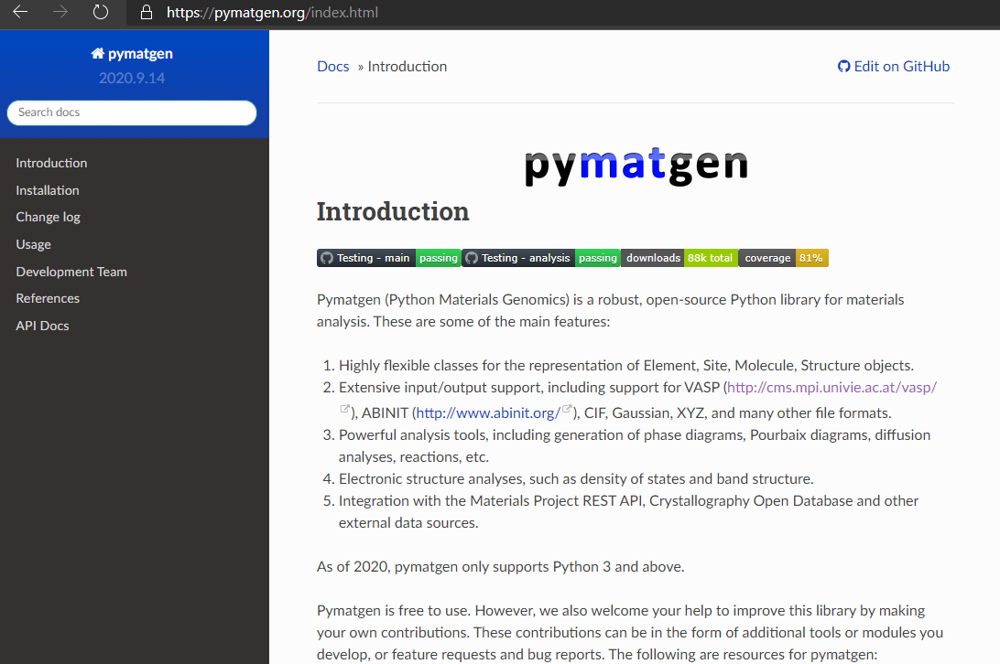 https://pymatgen.org/index.html
pymatgen
2020.9.14
Search docs
Introduction
Installation
Change log
Usage
Development Team
References
API Docs
Docs » Introduction
Edit on GitHub
pymatgen
Introduction
Testing - main passing Testing - analysis passing downloads 88k total coverage 81%
Pymatgen (Python Materials Genomics) is a robust, open-source Python library for materials
analysis. These are some of the main features:
1. Highly flexible classes for the representation of Element, Site, Molecule, Structure objects.
2. Extensive input/output support, including support for VASP (http://cms.mpi.univie.ac.at/vasp/
), ABINIT (http://www.abinit.org/ ), CIF, Gaussian, XYZ, and many other file formats.
3. Powerful analysis tools, including generation of phase diagrams, Pourbaix diagrams, diffusion
analyses, reactions, etc.
4. Electronic structure analyses, such as density of states and band structure.
5. Integration with the Materials Project REST API, Crystallography Open Database and other
external data sources.
As of 2020, pymatgen only supports Python 3 and above.
Pymatgen is free to use. However, we also welcome your help to improve this library by making
your own contributions. These contributions can be in the form of additional tools or modules you
develop, or feature requests and bug reports. The following are resources for pymatgen: